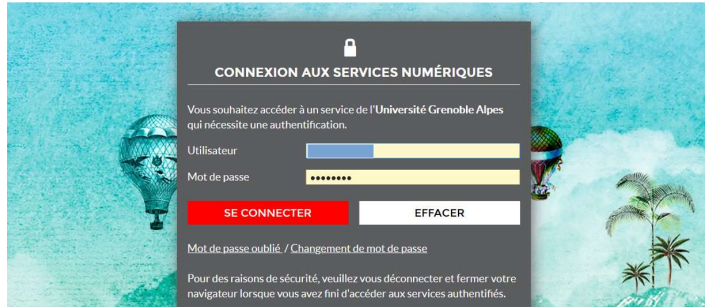 CONNEXION AUX SERVICES NUMÉRIQUES
Vous souhaitez accéder à un service de l'Université Grenoble Alpes
qui nécessite une authentification.
Utilisateur
Mot de passe ••••••••
SE CONNECTER EFFACER
Mot de passe oublié / Changement de mot de passe
Pour des raisons de sécurité, veuillez vous déconnecter et fermer votre
navigateur lorsque vous avez fini d'accéder aux services authentifiés.